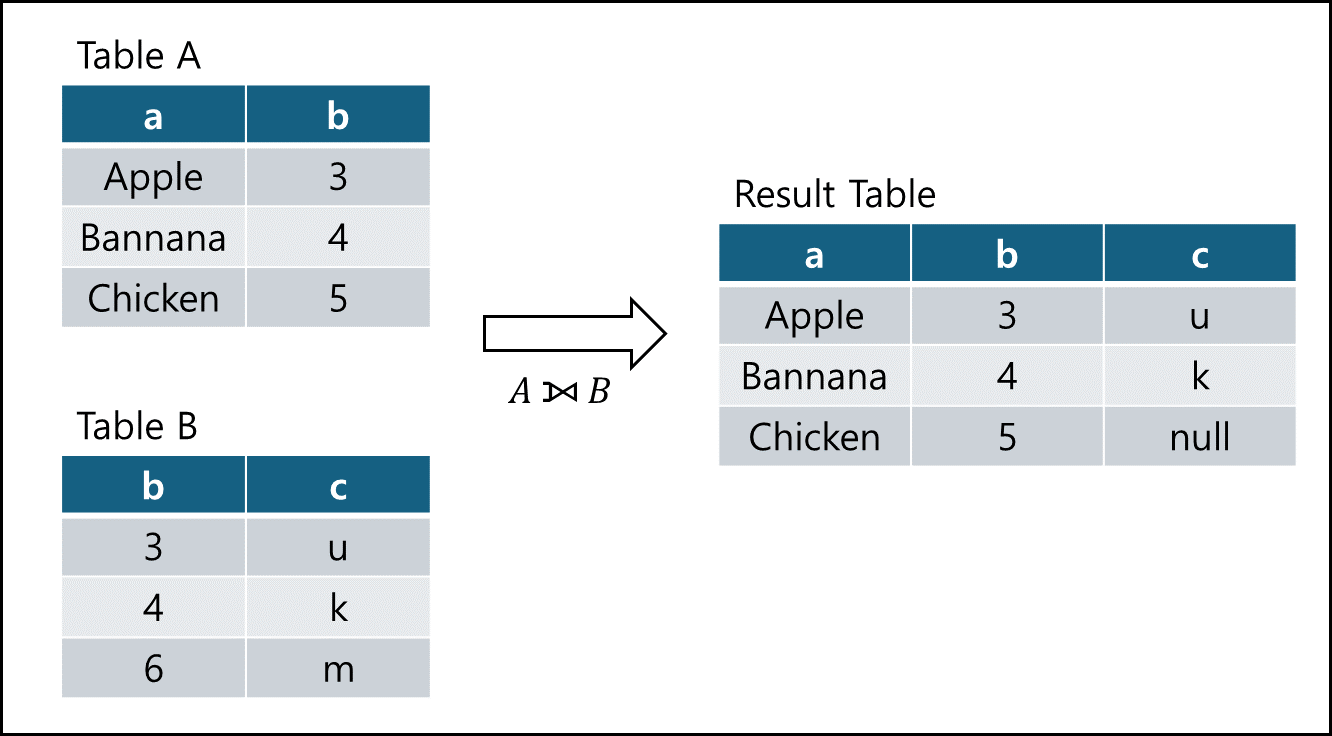 Table A
a b
Apple 3
Bannana 4
Chicken 5
Table B
b c
3 u
4 k
6 m
A ⟕ B
Result Table
a b c
Apple 3 u
Bannana 4 k
Chicken 5 null